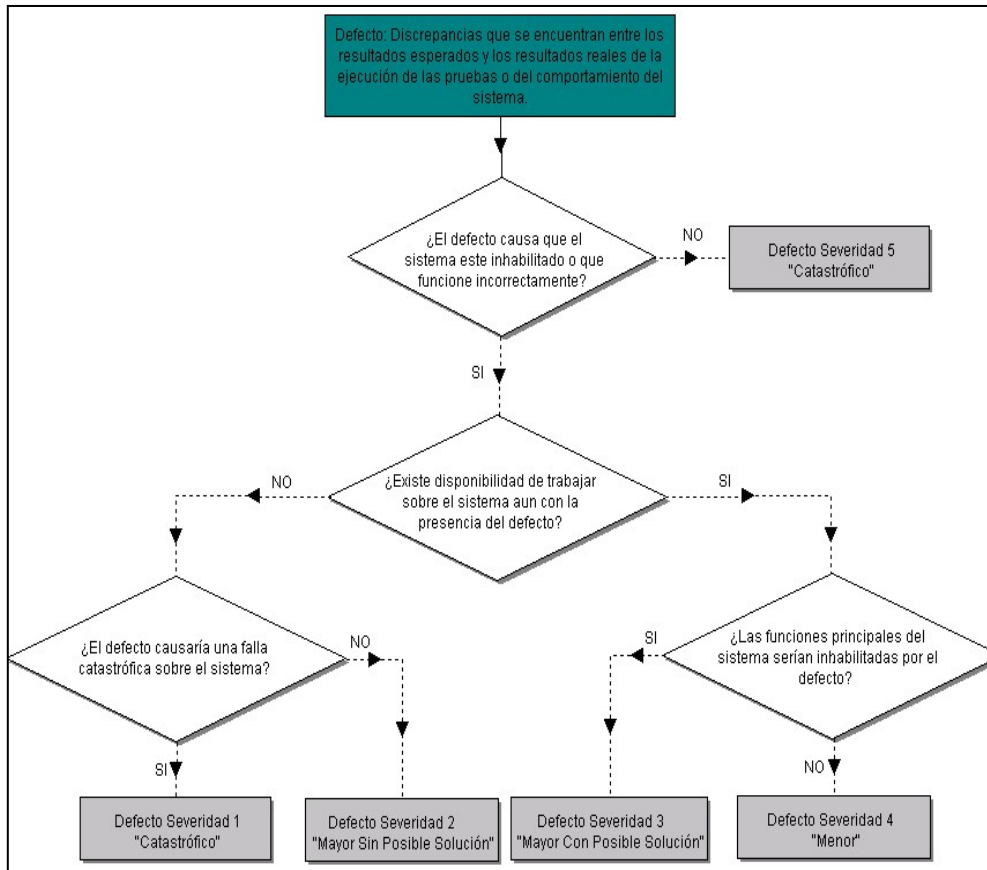 Defecto: Discrepancias que se encuentran entre los
resultados esperados y los resultados reales de la
ejecución de las pruebas o del comportamiento del
sistema.
¿El defecto causa que el
sistema este inhabilitado o que
funcione incorrectamente?
NO
Defecto Severidad 5
"Catastrófico"
SI
¿Existe disponibilidad de trabajar
sobre el sistema aun con la
presencia del defecto?
NO
SI
¿El defecto causaría una falla
catastrófica sobre el sistema?
NO
SI
¿Las funciones principales del
sistema serían inhabilitadas por el
defecto?
SI
NO
Defecto Severidad 1
"Catastrófico"
Defecto Severidad 2
"Mayor Sin Posible Solución"
Defecto Severidad 3
"Mayor Con Posible Solución"
Defecto Severidad 4
"Menor"